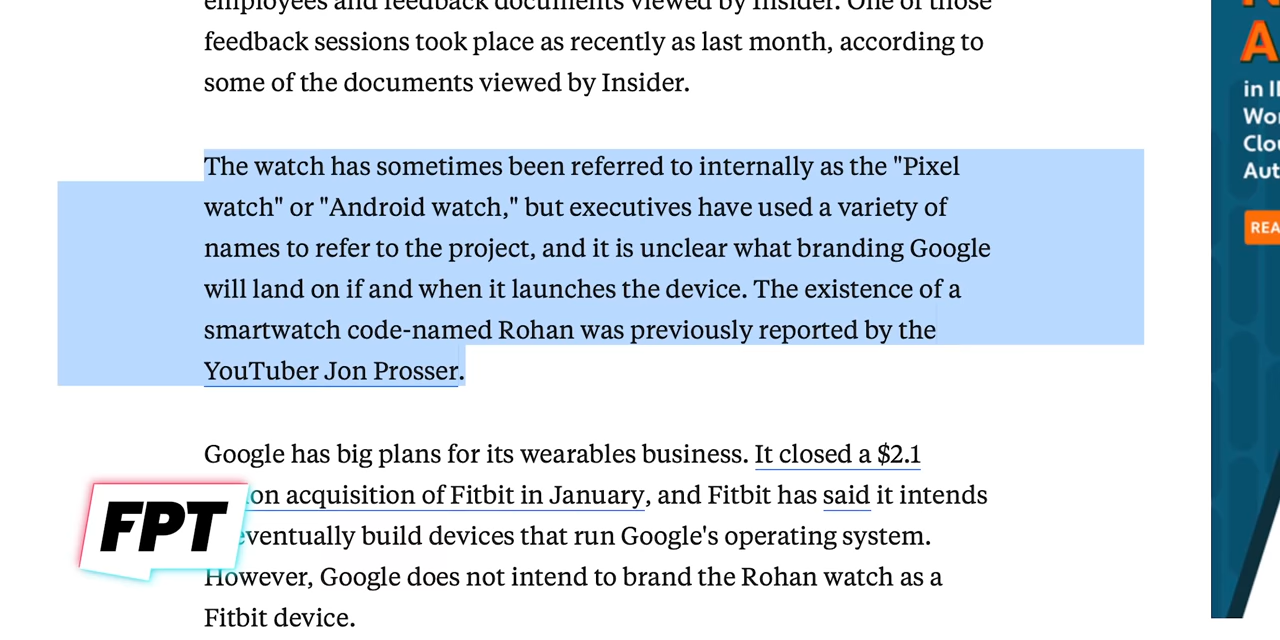 employees and feedback documents viewed by Insider. One of those
feedback sessions took place as recently as last month, according to
some of the documents viewed by Insider.
The watch has sometimes been referred to internally as the "Pixel
watch" or "Android watch," but executives have used a variety of
names to refer to the project, and it is unclear what branding Google
will land on if and when it launches the device. The existence of a
smartwatch code-named Rohan was previously reported by the
YouTuber Jon Prosser.
Google has big plans for its wearables business. It closed a $2.1
on acquisition of Fitbit in January, and Fitbit has said it intends
eventually build devices that run Google's operating system.
However, Google does not intend to brand the Rohan watch as a
Fitbit device.
FPT
A
in